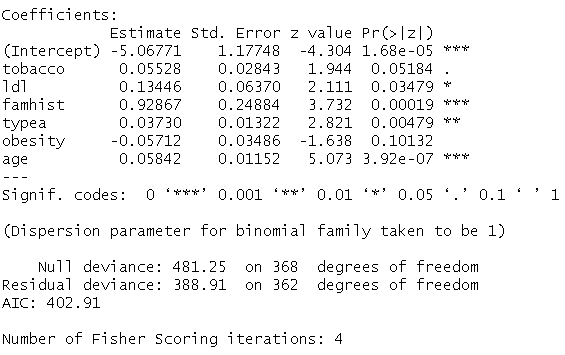 Coefficients:
            Estimate Std. Error z value Pr(>|z|)
(Intercept) -5.06771    1.17748  -4.304 1.68e-05 ***
tobacco      0.05528    0.02843   1.944  0.05184 .
ldl          0.13446    0.06370   2.111  0.03479 *
famhist      0.92867    0.24884   3.732  0.00019 ***
typea        0.03730    0.01322   2.821  0.00479 **
obesity     -0.05712    0.03486  -1.638  0.10132
age          0.05842    0.01152   5.073 3.92e-07 ***
---
Signif. codes:  0 ‘***’ 0.001 ‘**’ 0.01 ‘*’ 0.05 ‘.’ 0.1 ‘ ’ 1
(Dispersion parameter for binomial family taken to be 1)
    Null deviance: 481.25  on 368  degrees of freedom
Residual deviance: 388.91  on 362  degrees of freedom
AIC: 402.91
Number of Fisher Scoring iterations: 4